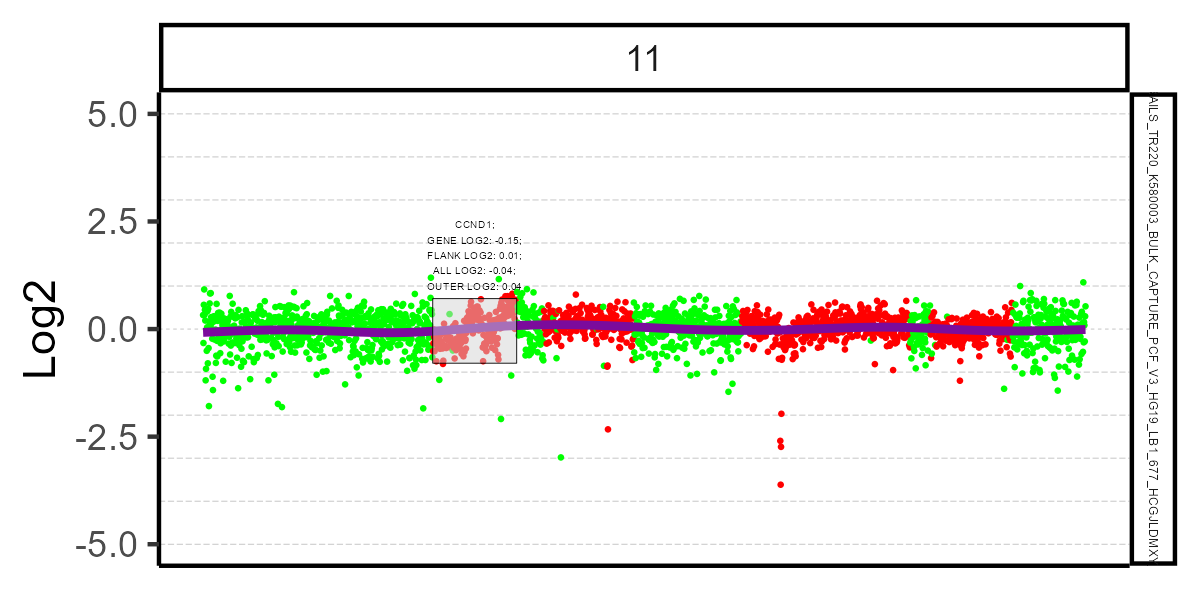 11
5.0
2.5
0.0
-2.5
-5.0
Log2
CCND1;
GENE LOG2: -0.15;
FLANK LOG2: 0.01;
ALL LOG2: -0.04;
OUTER LOG2: 0.04
AILS_TR220_K580003_BULK_CAPTURE_PCF_V3_HG19_LB1_677_HCGJLDMXY